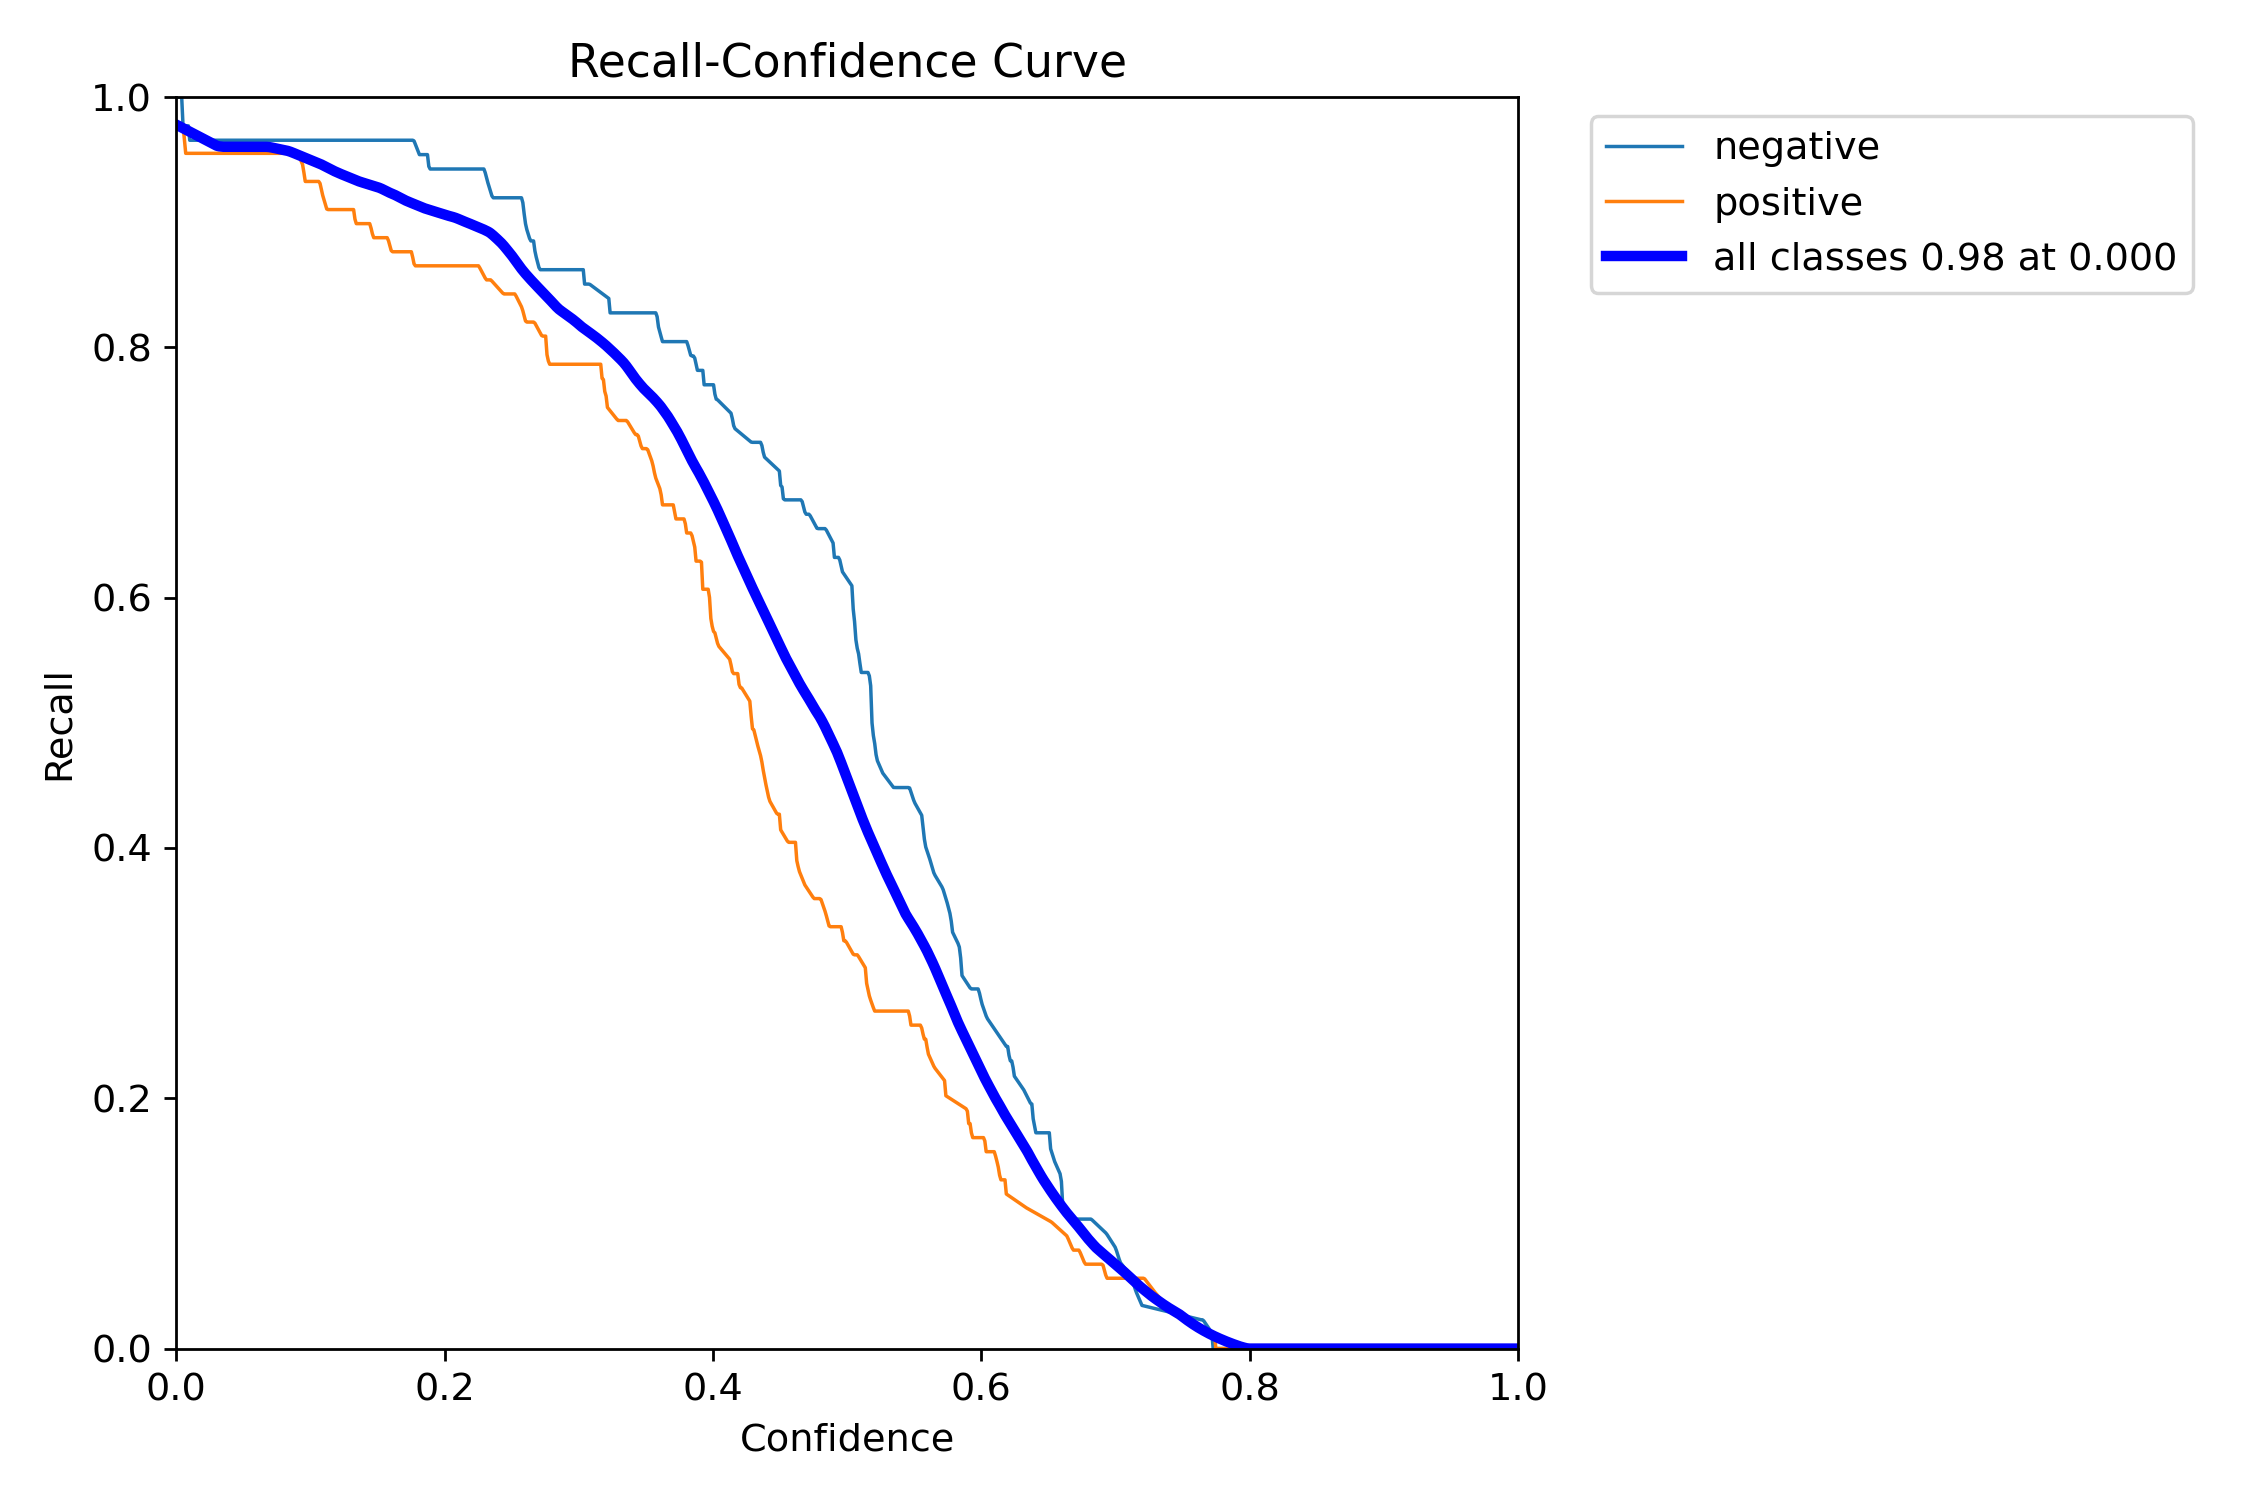 Recall-Confidence Curve
1.0
0.8
0.6
0.4
0.2
0.0
Recall
0.0 0.2 0.4 0.6 0.8 1.0
Confidence
negative
positive
all classes 0.98 at 0.000